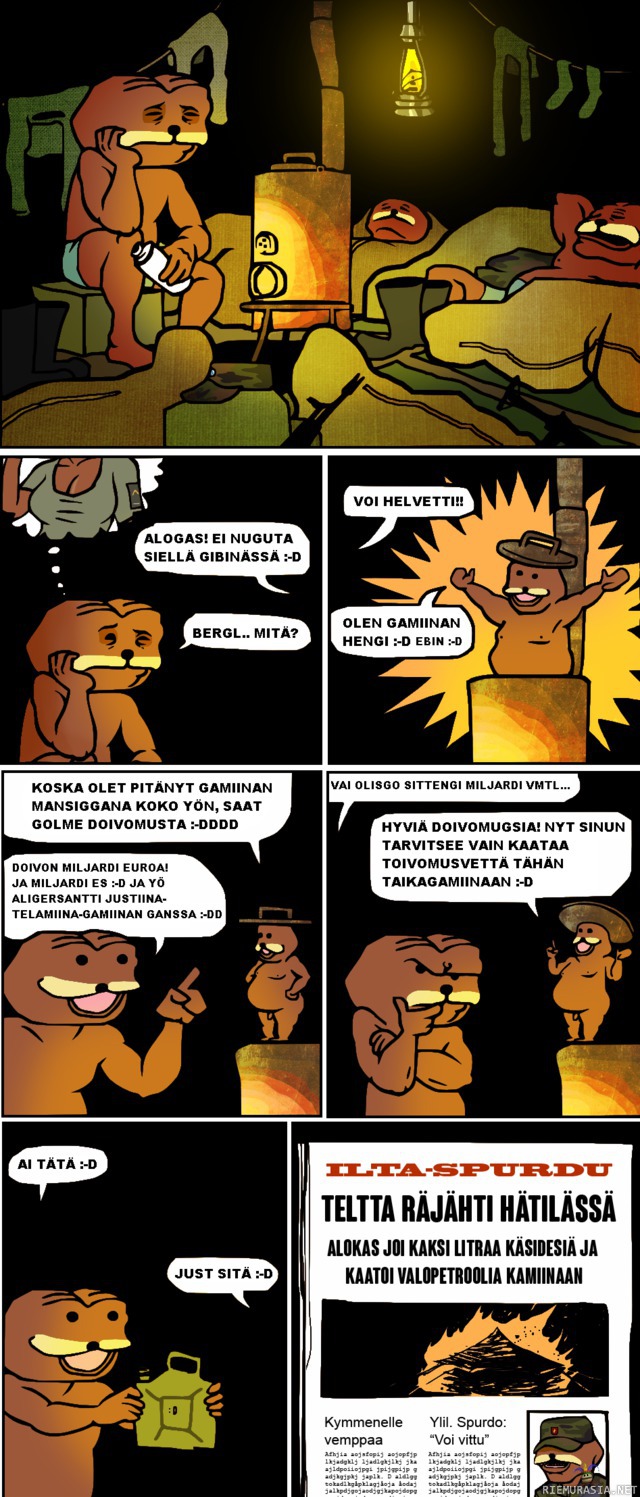 ALOGAS! EI NUGUTA
SIELLÄ GIBINÄSSÄ :-D
BERGL.. MITÄ?
VOI HELVETTI!!
OLEN GAMIINAN
HENGI :-D EBIN :-D
KOSKA OLET PITÄNYT GAMIINAN
MANSIGGANA KOKO YÖN, SAAT
GOLME DOIVOMUSTA :-DDDD
DOIVON MILJARDI EUROA!
JA MILJARDI ES :-D JA YÖ
ALIGERSANTTI JUSTIINA-
TELAMIINA-GAMIINAN GANSSA :-DD
VAI OLISGO SITTENGI MILJARDI VMTL...
HYVIÄ DOIVOMUGSIA! NYT SINUN
TARVITSEE VAIN KAATAA
TOIVOMUSVETTÄ TÄHÄN
TAIKAGAMIINAAN :-D
AI TÄTÄ :-D
JUST SITÄ :-D
:D
ILTA-SPURDU
TELTTA RÄJÄHTI HÄTILÄSSÄ
ALOKAS JOI KAKSI LITRAA KÄSIDESIÄ JA
KAATOI VALOPETROOLIA KAMIINAAN
Kymmenelle
vemppaa
Ylil. Spurdo:
"Voi vittu"
RIEMURASIA.NET